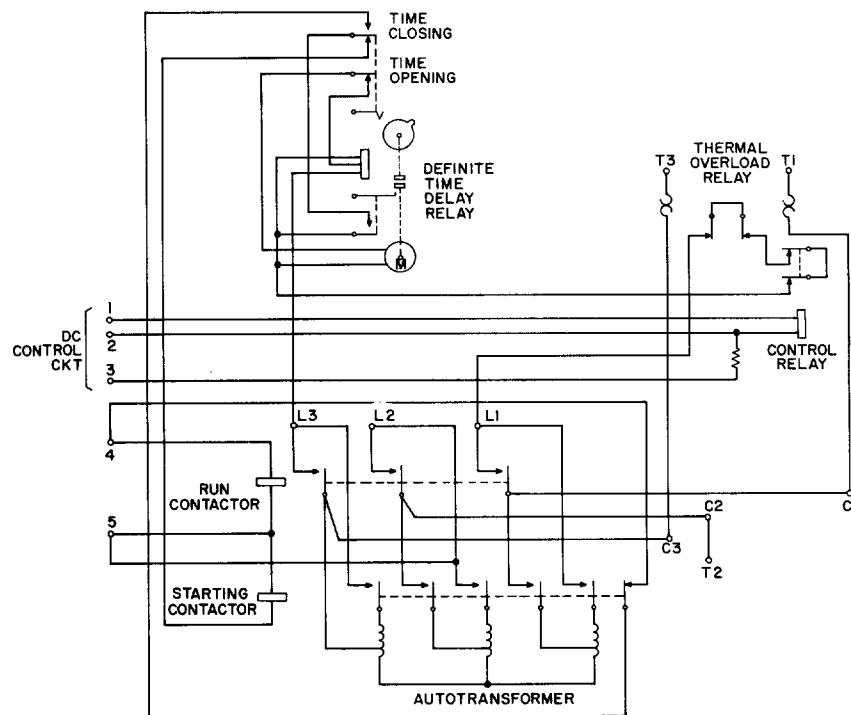 TIME
CLOSING
TIME
OPENING
DEFINITE
TIME
DELAY
RELAY
M
T3
THERMAL
OVERLOAD
RELAY
T1
DC
CONTROL
CKT
1
2
3
CONTROL
RELAY
L3
L2
L1
4
RUN
CONTACTOR
5
STARTING
CONTACTOR
C2
C
C3
T2
AUTOTRANSFORMER